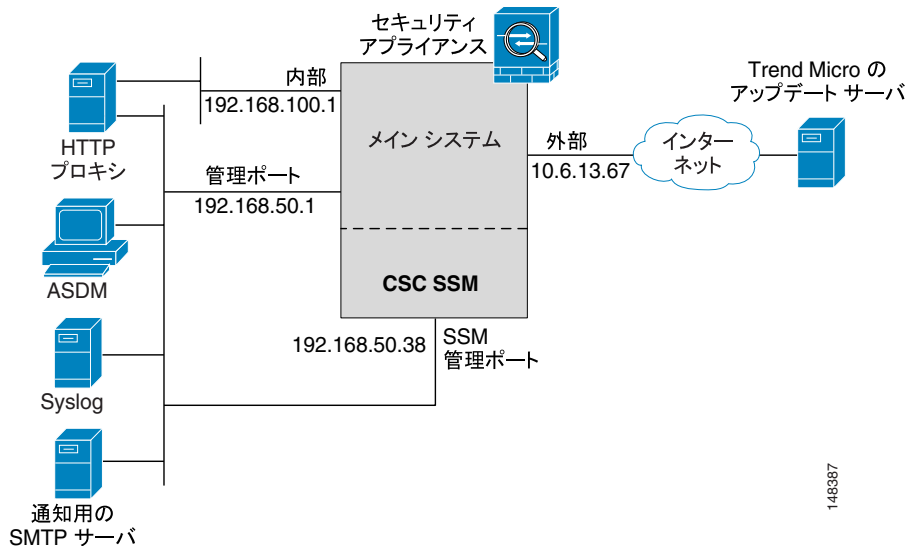 セキュリティ
アプライアンス
Trend Micro の
アップデート サーバ
内部
192.168.100.1
メイン システム
外部
10.6.13.67
インター
ネット
HTTP
プロキシ
管理ポート
192.168.50.1
ASDM
CSC SSM
192.168.50.38
SSM
管理ポート
Syslog
通知用の
SMTP サーバ
148387